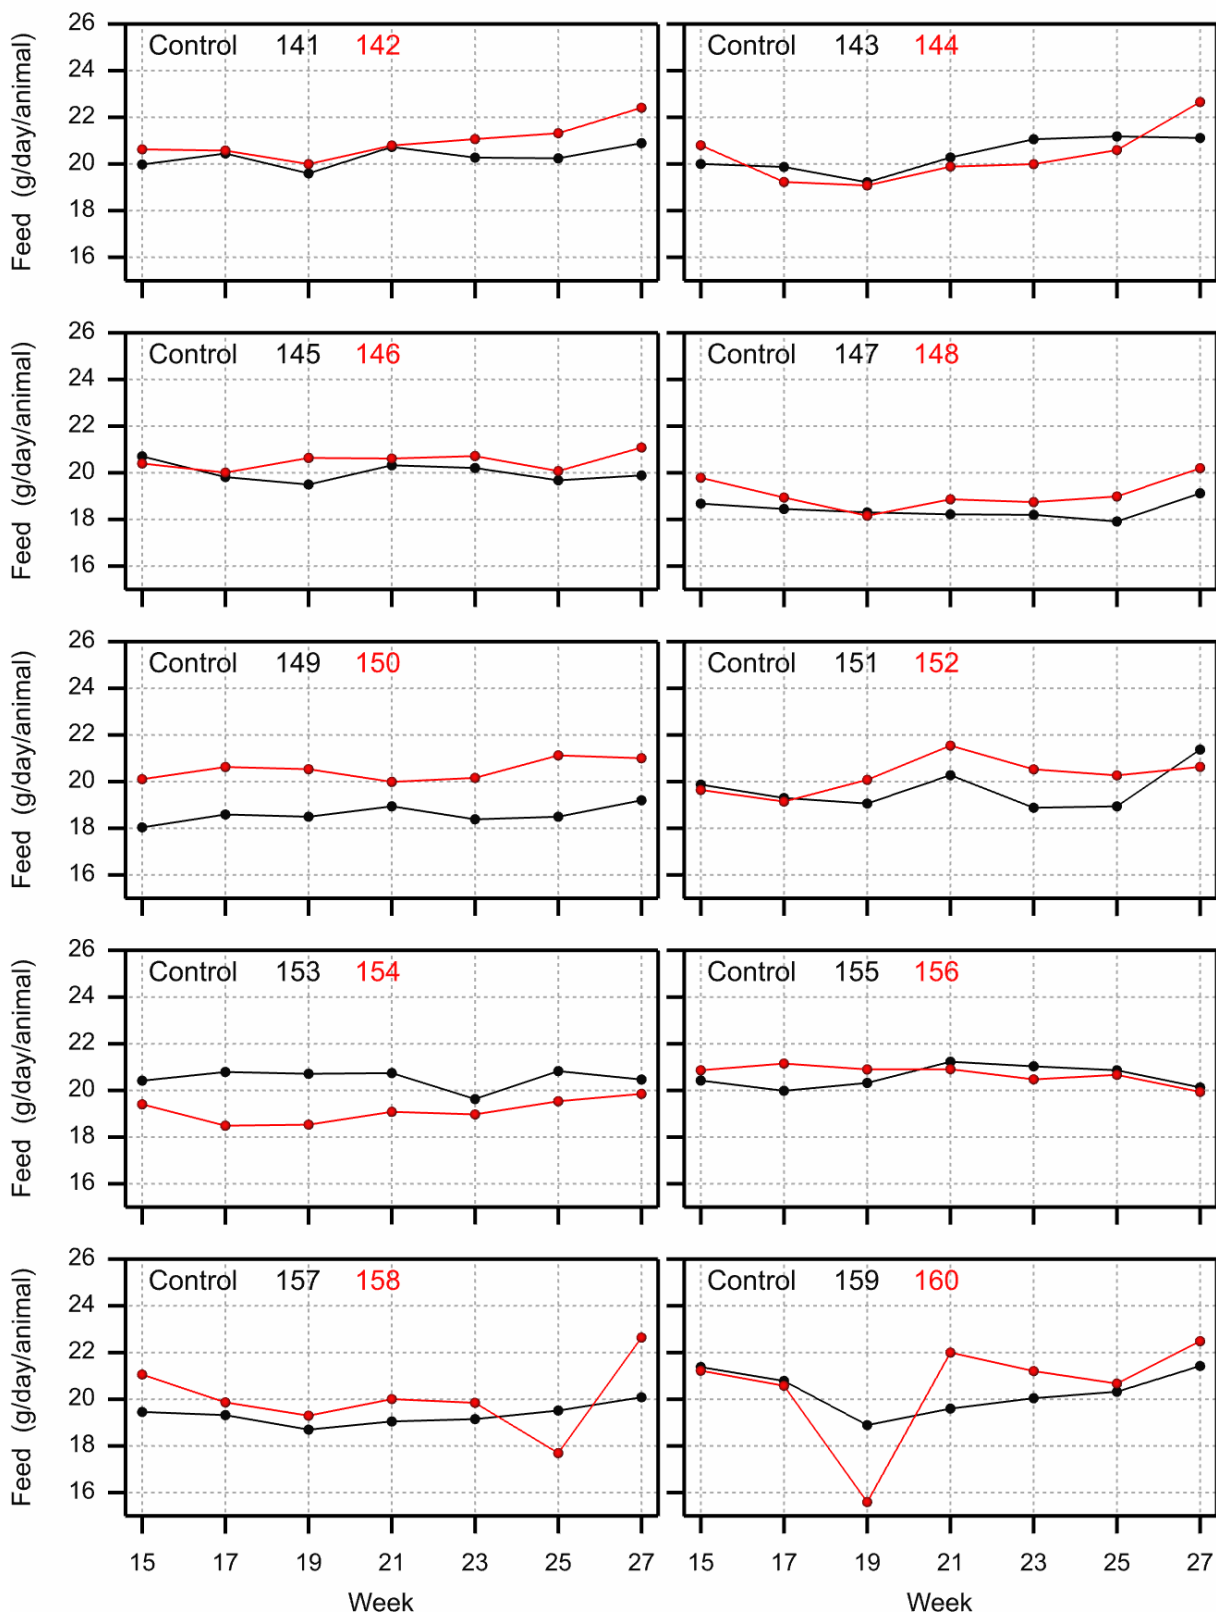 26
24
22
20
18
16
Feed (g/day/animal)
Control 141 142
Control 143 144
26
24
22
20
18
16
Feed (g/day/animal)
Control 145 146
Control 147 148
26
24
22
20
18
16
Feed (g/day/animal)
Control 149 150
Control 151 152
26
24
22
20
18
16
Feed (g/day/animal)
Control 153 154
Control 155 156
26
24
22
20
18
16
Feed (g/day/animal)
Control 157 158
Control 159 160
15 17 19 21 23 25 27
15 17 19 21 23 25 27
Week
Week